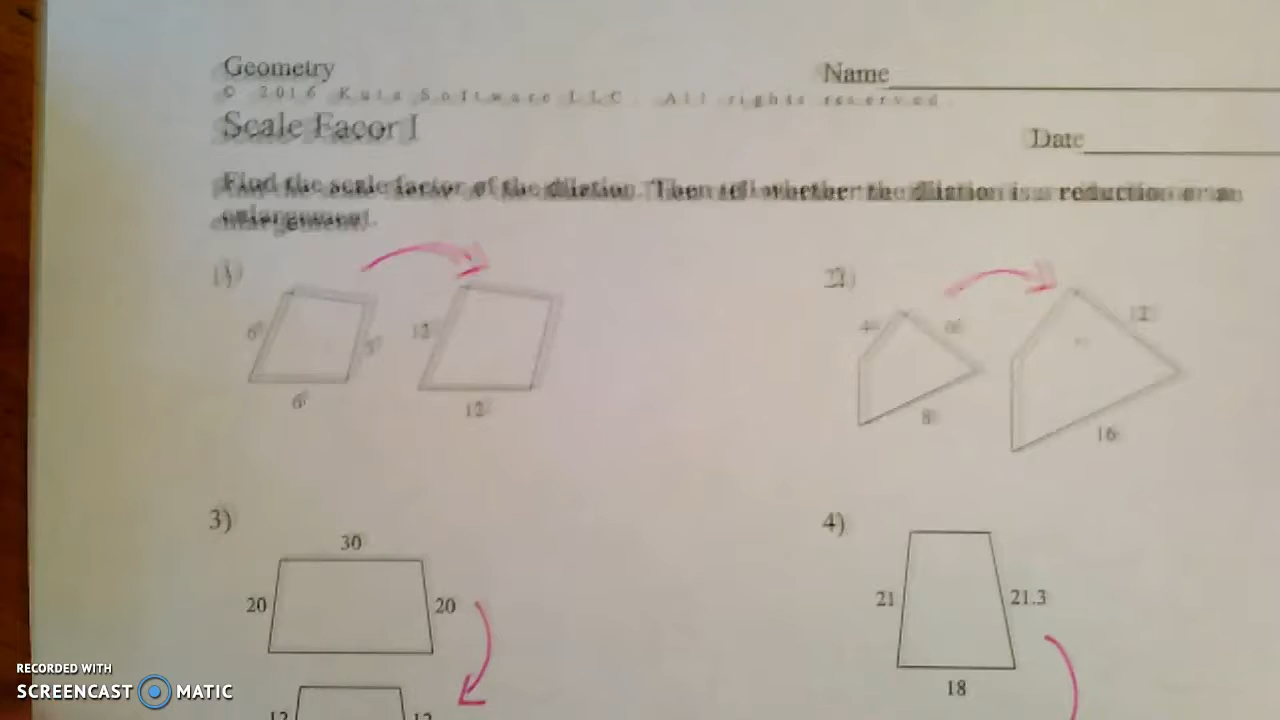 Geometry
Name
© 2016 Kuta Software LLC. All rights reserved.
Scale Facor I
Date
Find the scale factor of the dilation. Then tell whether the dilation is a reduction or an
enlargement.
1)
6
12
6
12
2)
4
12
8
16
3)
30
20
20
12
12
4)
21
21.3
18
RECORDED WITH
SCREENCAST MATIC